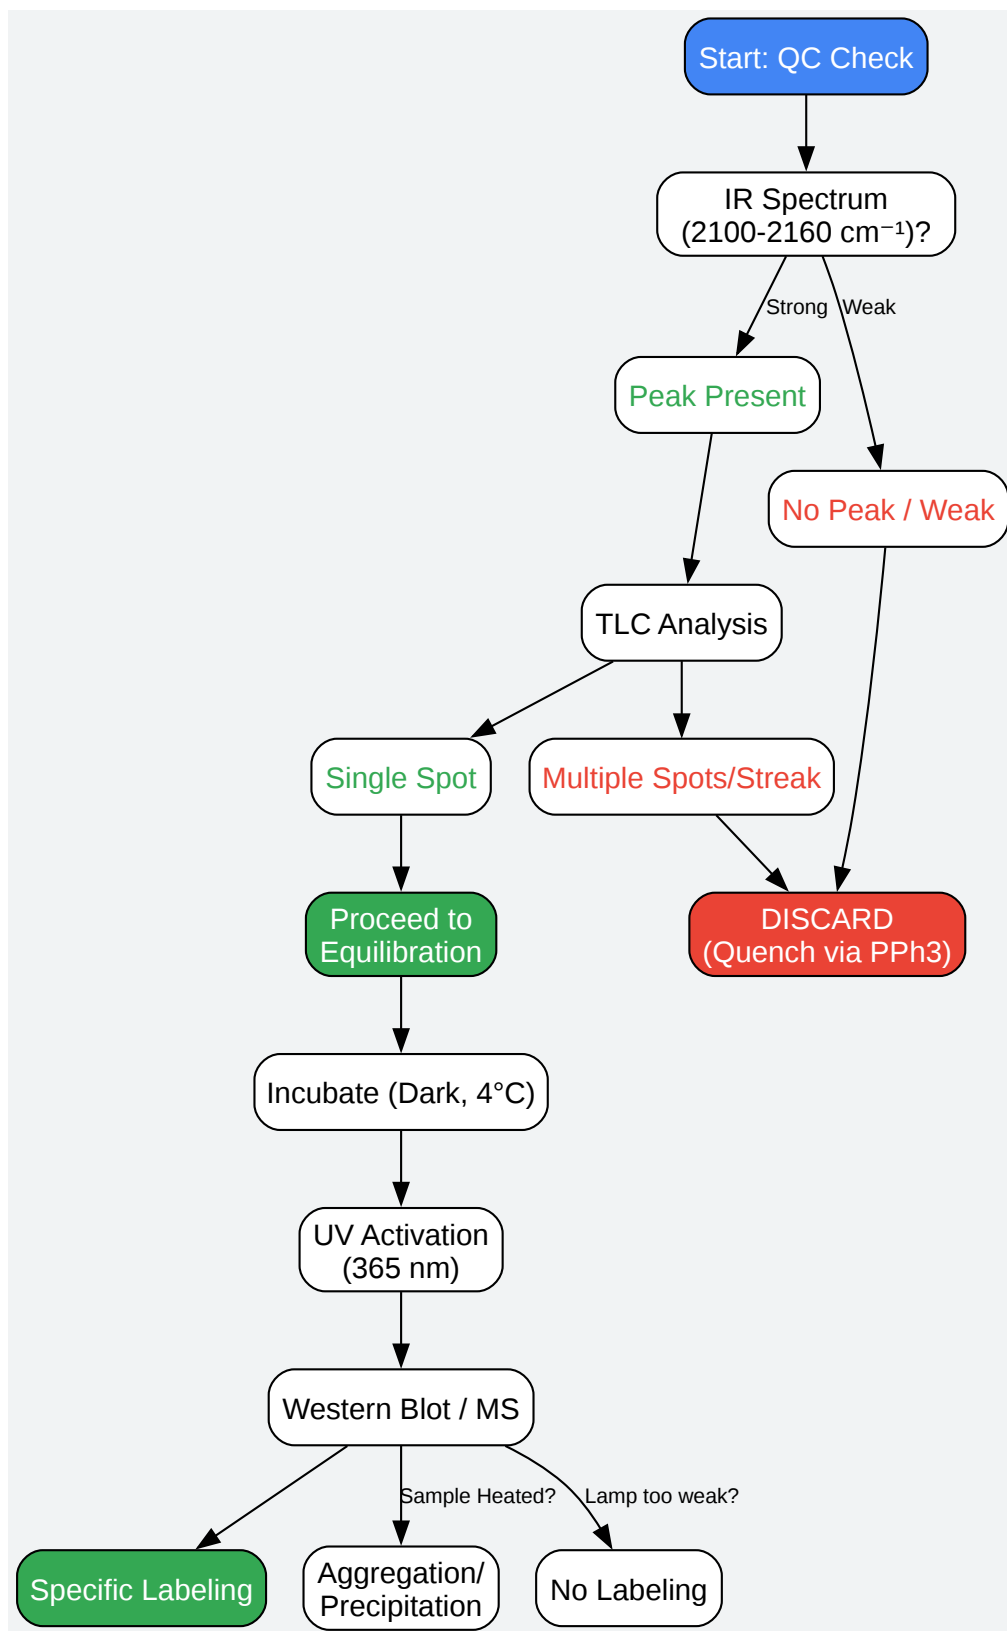 Start: QC Check
IR Spectrum
(2100-2160 cm⁻¹)?
Strong
Weak
Peak Present
No Peak / Weak
TLC Analysis
Single Spot
Multiple Spots/Streak
Proceed to
Equilibration
DISCARD
(Quench via PPh3)
Incubate (Dark, 4°C)
UV Activation
(365 nm)
Western Blot / MS
Sample Heated?
Lamp too weak?
Specific Labeling
Aggregation/
Precipitation
No Labeling